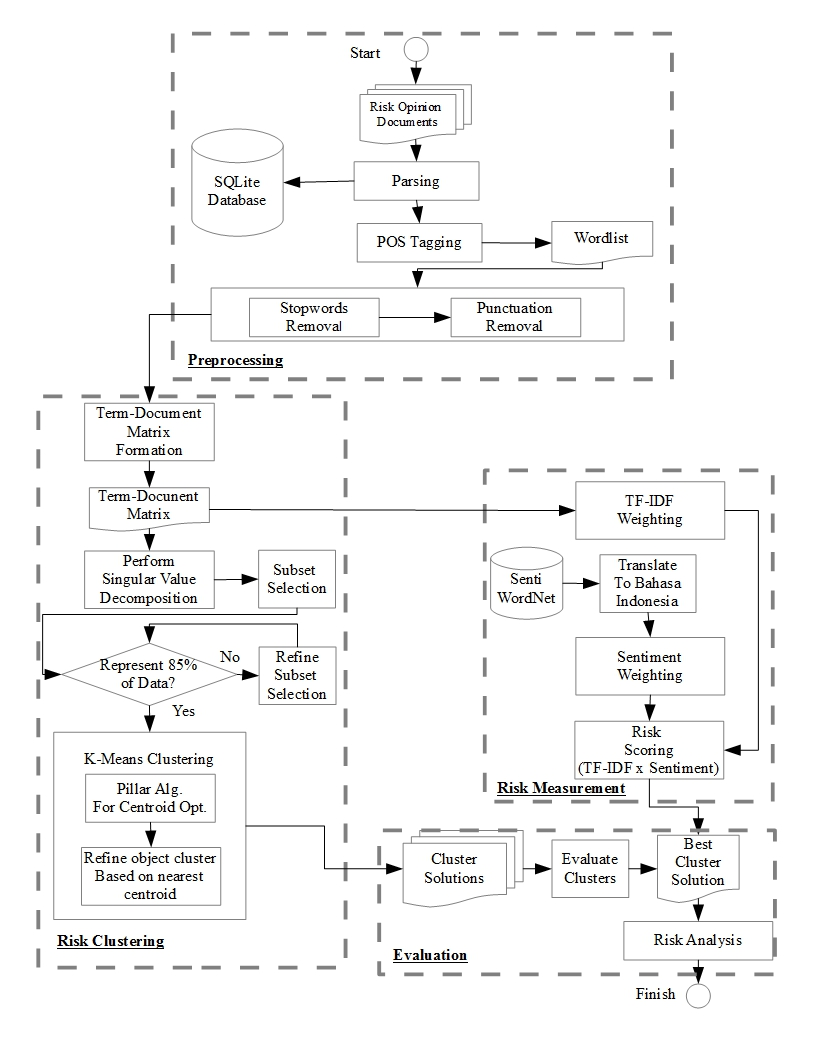 Start
Risk Opinion
Documents
SQLite
Database
Parsing
POS Tagging
Wordlist
Stopwords
Removal
Punctuation
Removal
Preprocessing
Term-Document
Matrix
Formation
Term-Docunent
Matrix
Perform
Singular Value
Decomposition
Subset
Selection
Represent 85%
of Data?
No
Refine
Subset
Selection
Yes
K-Means Clustering
Pillar Alg.
For Centroid Opt.
Refine object cluster
Based on nearest
centroid
Risk Clustering
TF-IDF
Weighting
Senti
WordNet
Translate
To Bahasa
Indonesia
Sentiment
Weighting
Risk
Scoring
(TF-IDF x Sentiment)
Risk Measurement
Cluster
Solutions
Evaluate
Clusters
Best
Cluster
Solution
Risk Analysis
Evaluation
Finish